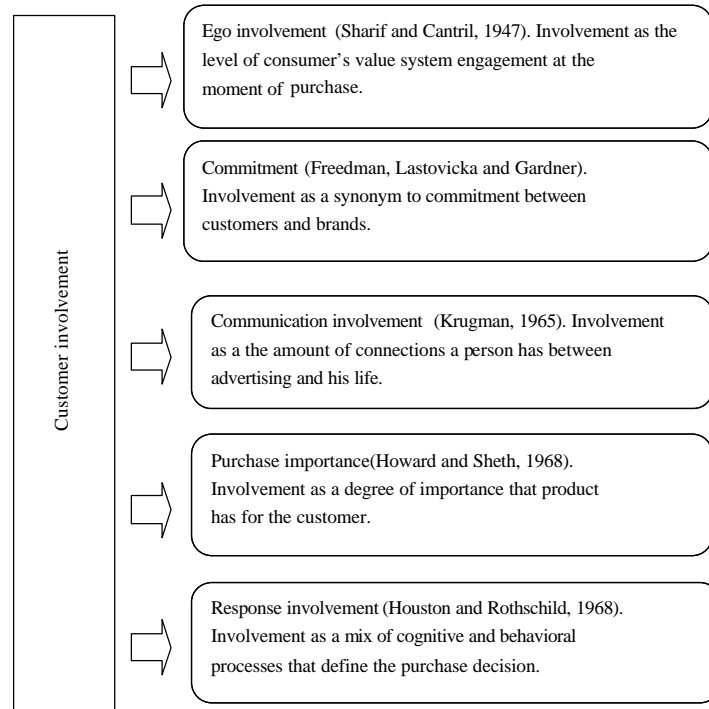 Customer involvement
Ego involvement (Sharif and Cantril, 1947). Involvement as the
level of consumer's value system engagement at the
moment of purchase.
Commitment (Freedman, Lastovicka and Gardner).
Involvement as a synonym to commitment between
customers and brands.
Communication involvement (Krugman, 1965). Involvement
as a the amount of connections a person has between
advertising and his life.
Purchase importance(Howard and Sheth, 1968).
Involvement as a degree of importance that product
has for the customer.
Response involvement (Houston and Rothschild, 1968).
Involvement as a mix of cognitive and behavioral
processes that define the purchase decision.